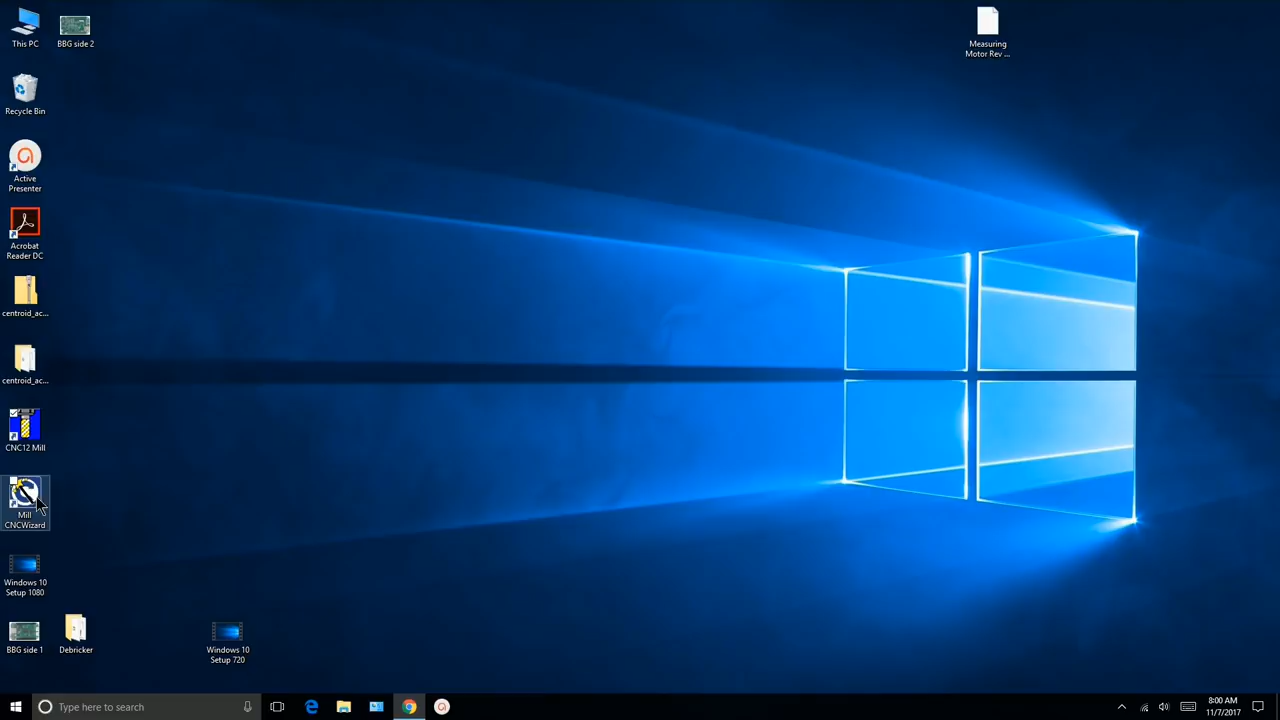 This PC
BBG side 2
Measuring
Motor Rev ...
Recycle Bin
Active
Presenter
Acrobat
Reader DC
centroid_ac...
centroid_ac...
CNC12 Mill
Mill
CNCWizard
Windows 10
Setup 1080
BBG side 1
Debricker
Windows 10
Setup 720
Type here to search
8:00 AM
11/7/2017